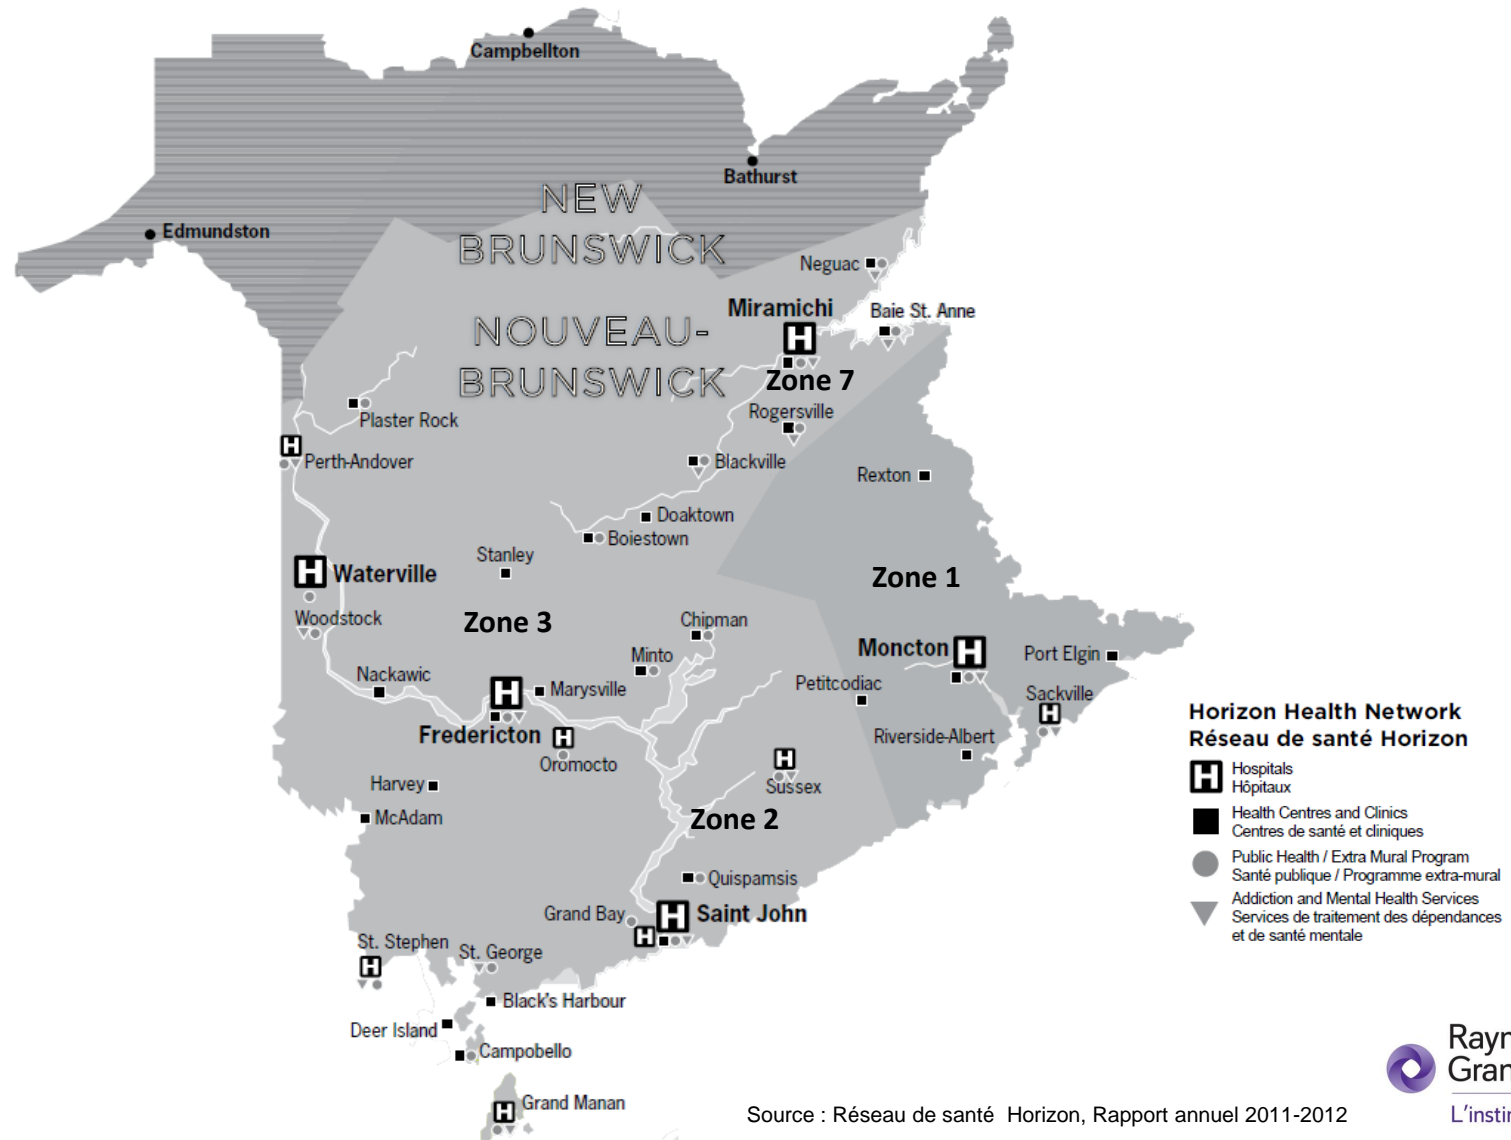 Campbellton
Bathurst
Edmundston
NEW
BRUNSWICK
Neguac
Miramichi
H
Baie St. Anne
NOUVEAU-
BRUNSWICK
Zone 7
Plaster Rock
Rogersville
H
Perth-Andover
Blackville
Rexton
Doaktown
Boiestown
Stanley
H Waterville
Zone 1
Woodstock
Zone 3
Chipman
Minto
Moncton H
Port Elgin
Nackawic
H
Marysville
Petitcodiac
Sackville
H
Fredericton
H
Oromocto
Riverside-Albert
H
Sussex
Harvey
McAdam
Zone 2
Quispamsis
Grand Bay
H Saint John
H
St. Stephen
H
St. George
Black's Harbour
Deer Island
Campobello
H Grand Manan
Horizon Health Network
Réseau de santé Horizon
H Hospitals
Hôpitaux
Health Centres and Clinics
Centres de santé et cliniques
Public Health / Extra Mural Program
Santé publique / Programme extra-mural
Addiction and Mental Health Services
Services de traitement des dépendances
et de santé mentale
Source : Réseau de santé Horizon, Rapport annuel 2011-2012